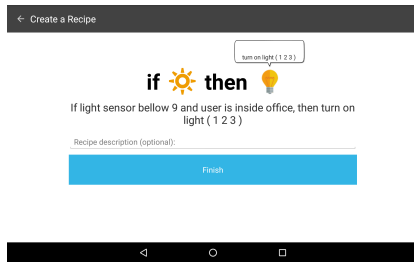 Create a Recipe
turn on light ( 1 2 3 )
if then
If light sensor bellow 9 and user is inside office, then turn on
light ( 1 2 3 )
Recipe description (optional):
Finish